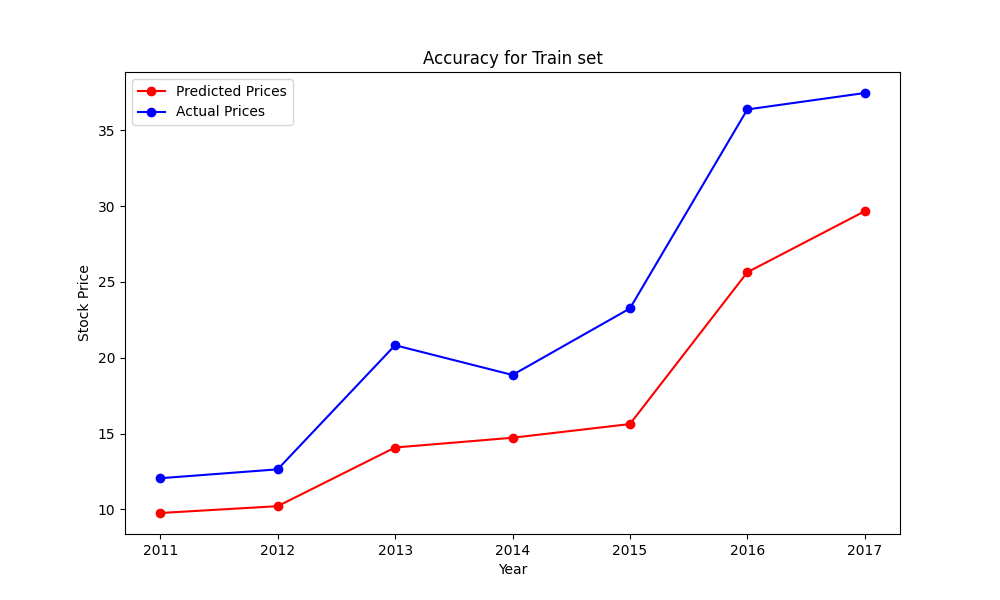 Accuracy for Train set
Predicted Prices
Actual Prices
35
30
25
20
15
10
Stock Price
2011 2012 2013 2014 2015 2016 2017
Year